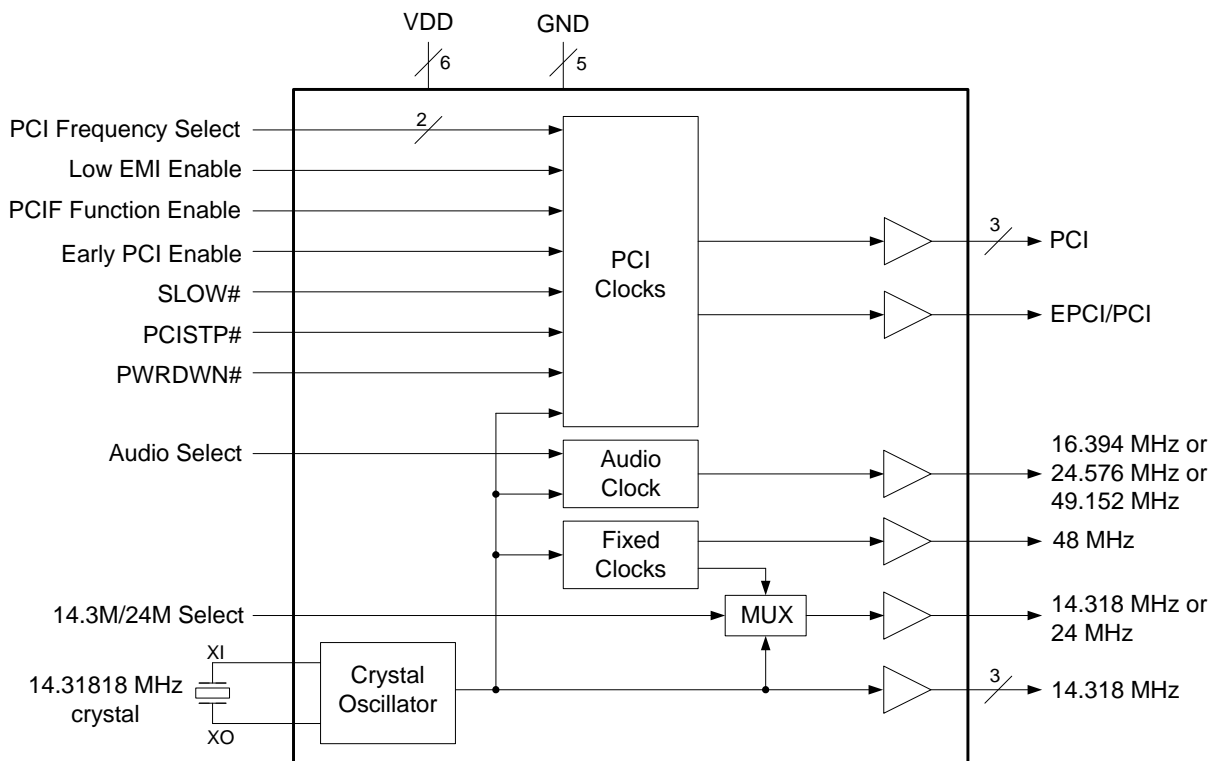 VDD
GND
6
5
PCI Frequency Select
2
Low EMI Enable
PCIF Function Enable
Early PCI Enable
SLOW#
PCISTP#
PWRDWN#
PCI
Clocks
3
PCI
EPCI/PCI
Audio Select
Audio
Clock
16.394 MHz or
24.576 MHz or
49.152 MHz
Fixed
Clocks
48 MHz
14.3M/24M Select
MUX
14.318 MHz or
24 MHz
XI
14.31818 MHz
crystal
XO
Crystal
Oscillator
3
14.318 MHz